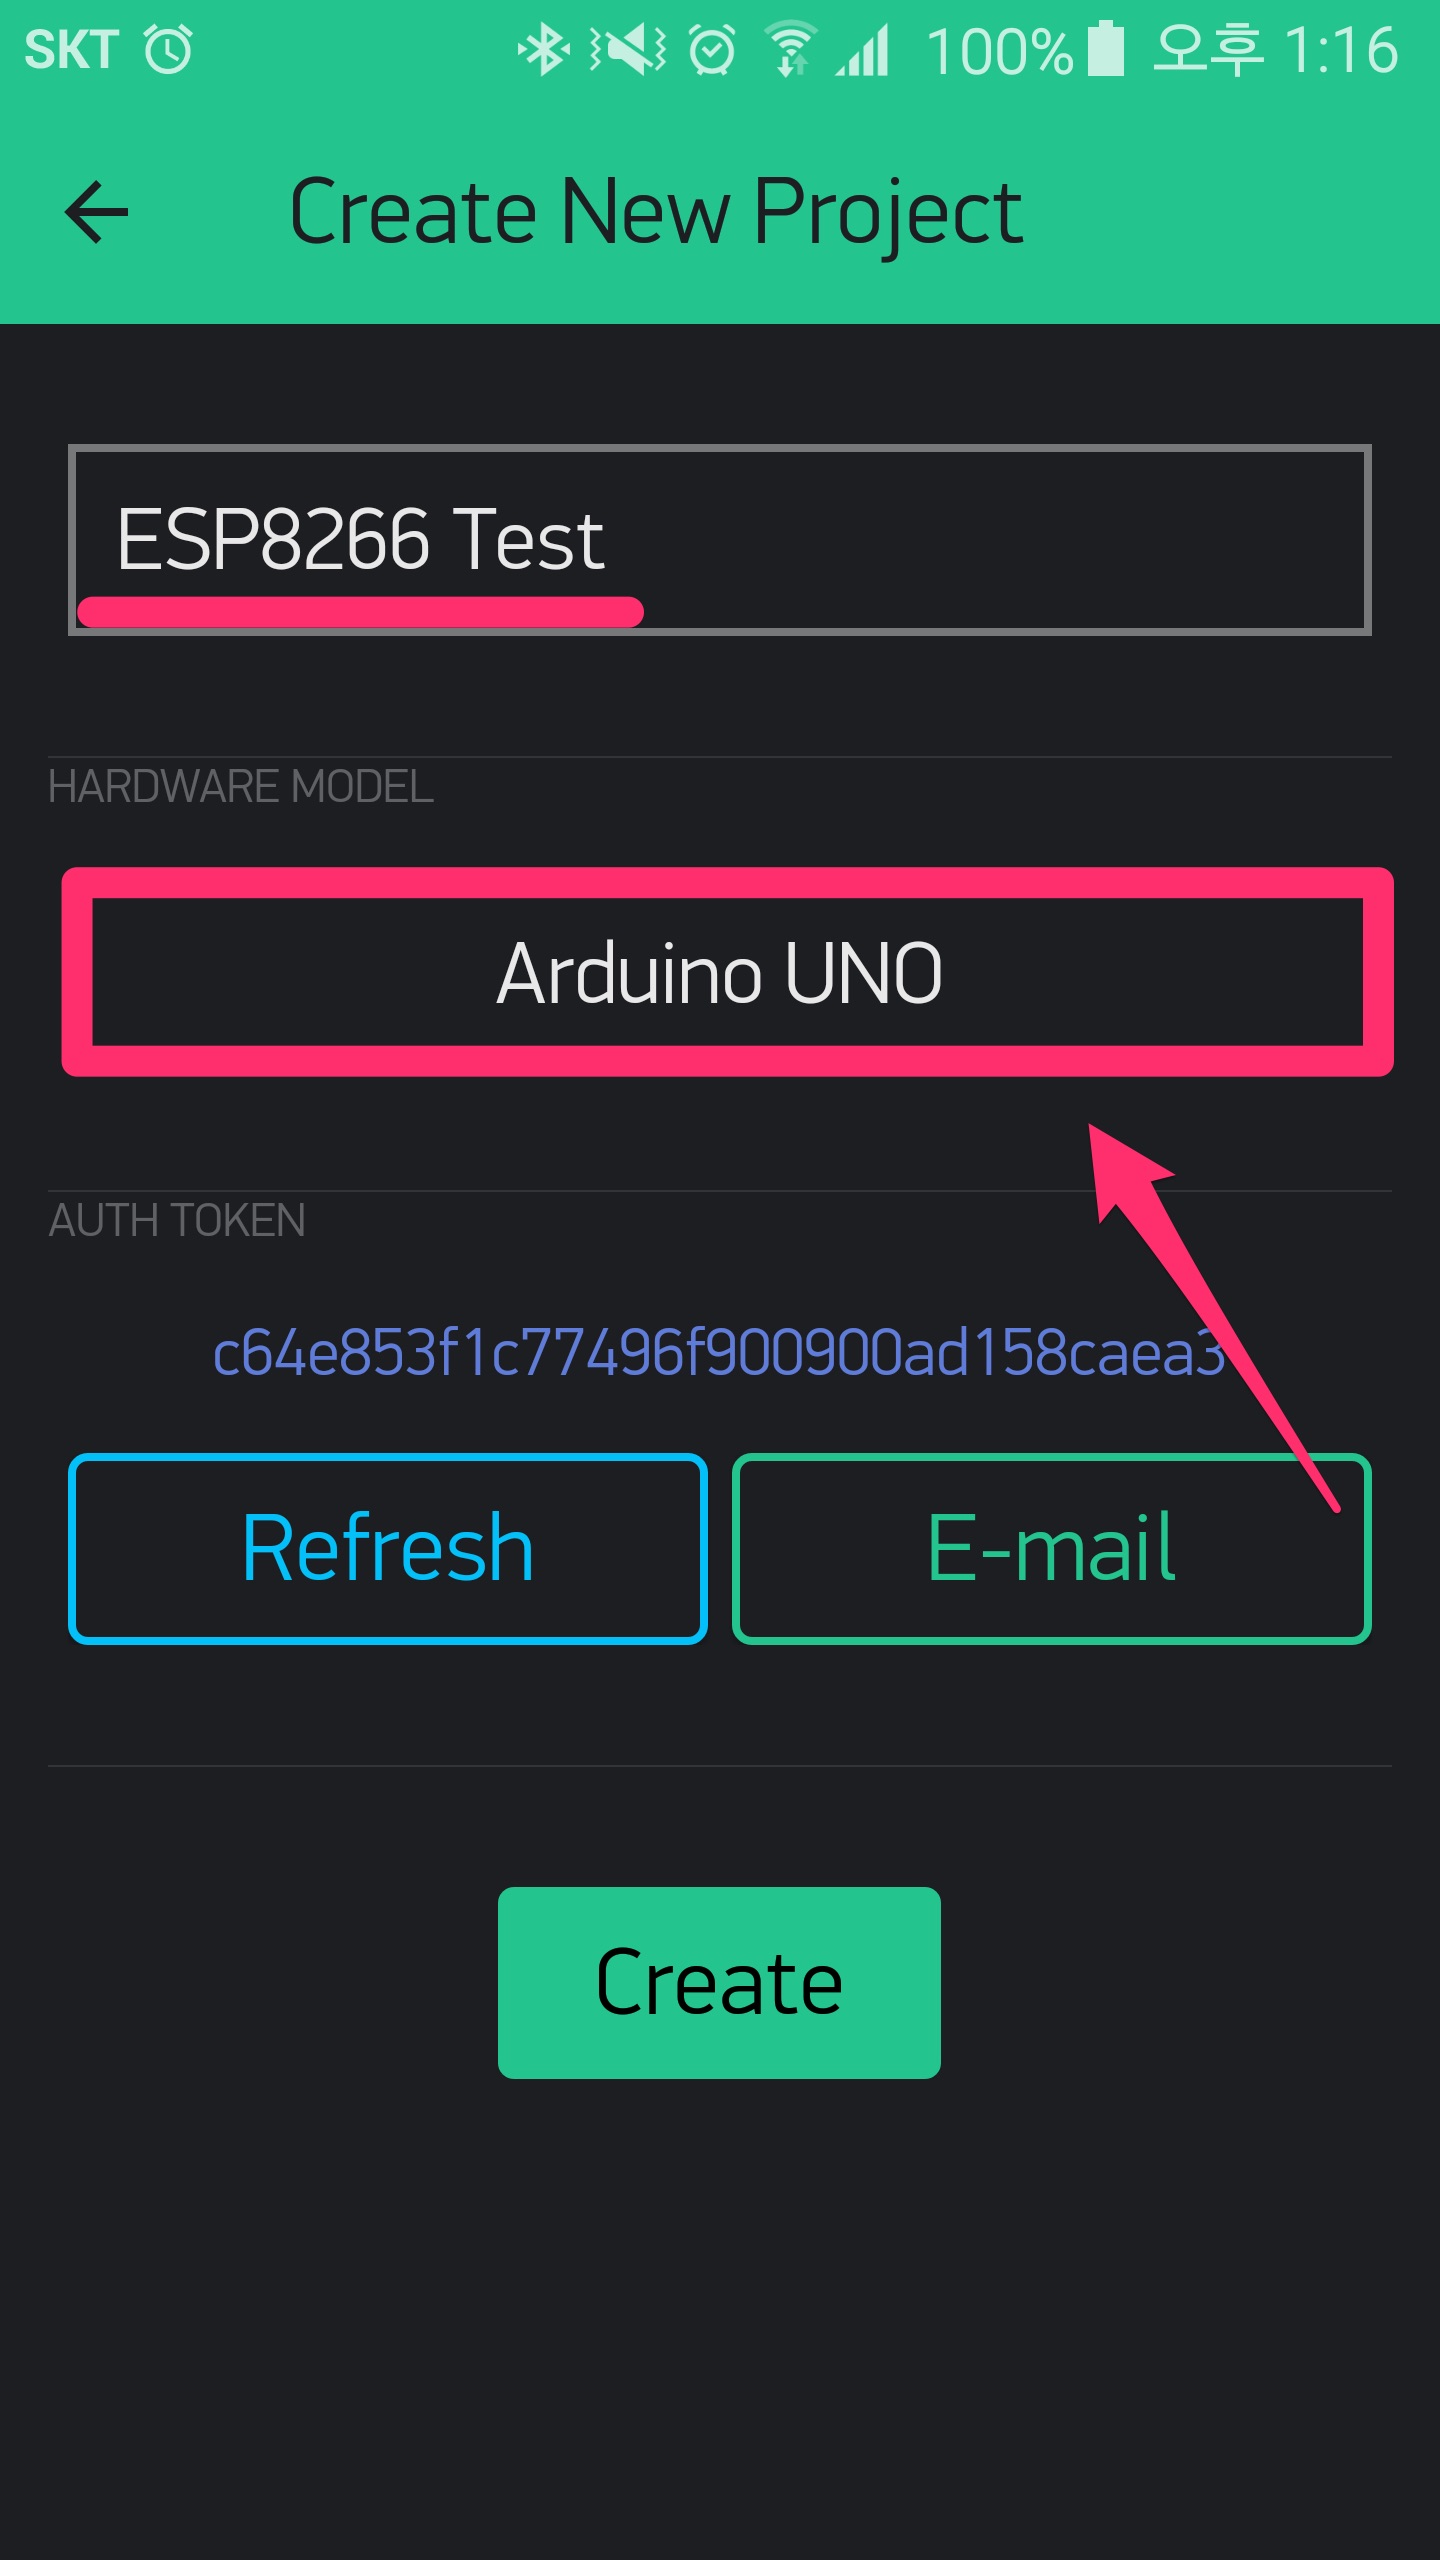 SKT 100% 오후 1:16
Create New Project
ESP8266 Test
HARDWARE MODEL
Arduino UNO
AUTH TOKEN
c64e853f1c77496f900900ad158caea3
Refresh E-mail
Create